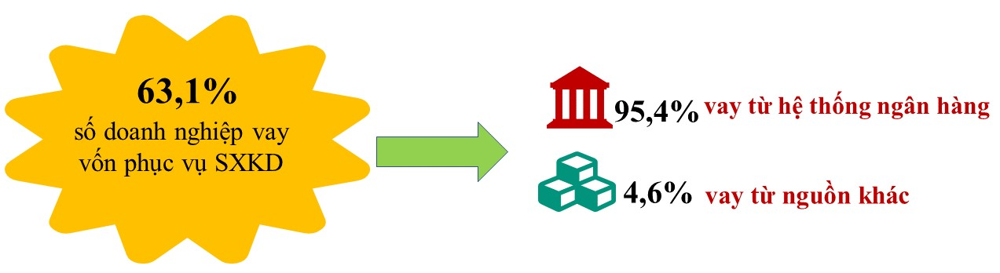 63,1%
số doanh nghiệp vay
vốn phục vụ SXKD
95,4% vay từ hệ thống ngân hàng
4,6% vay từ nguồn khác